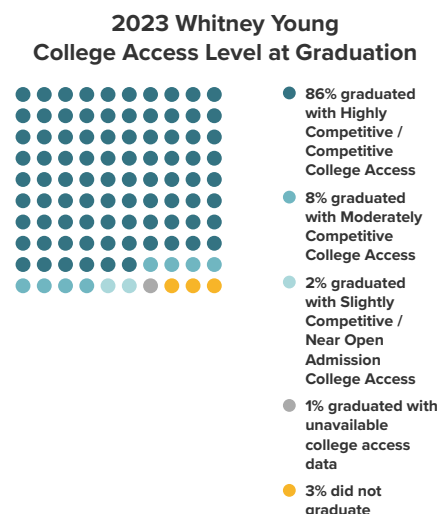 2023 Whitney Young
College Access Level at Graduation
86% graduated
with Highly
Competitive /
Competitive
College Access
8% graduated
with Moderately
Competitive
College Access
2% graduated
with Slightly
Competitive /
Near Open
Admission
College Access
1% graduated with
unavailable
college access
data
3% did not
graduate